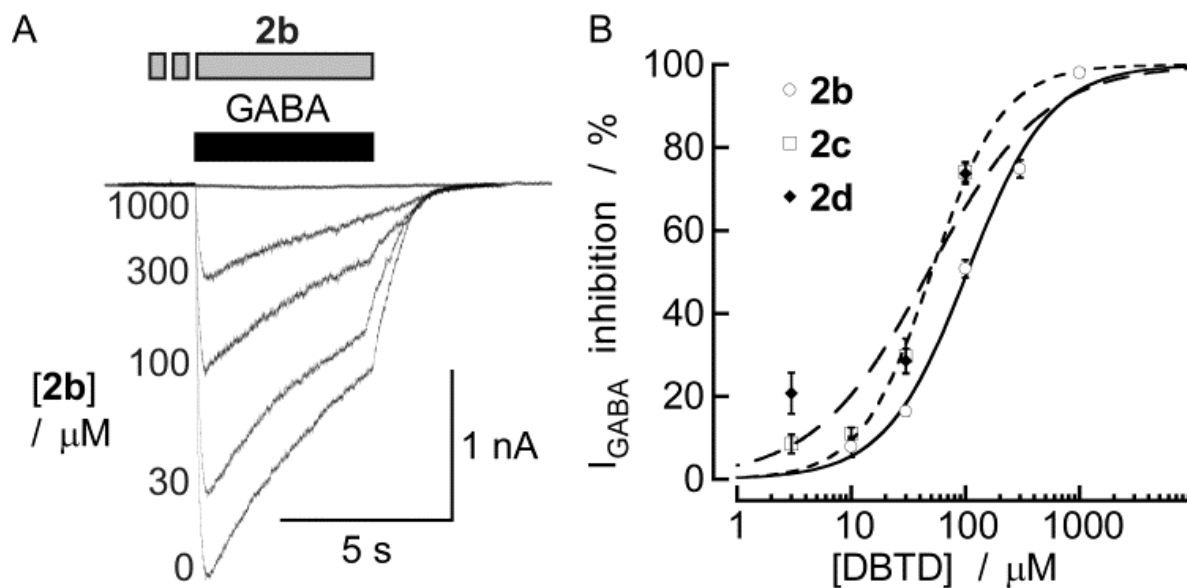 A
2b
GABA
1000
300
100
[2b]
/ μM
30
0
1 nA
5 s
B
I_GABA inhibition / %
100
80
60
40
20
0
2b
2c
2d
1
10
100
1000
[DBTD] / μM